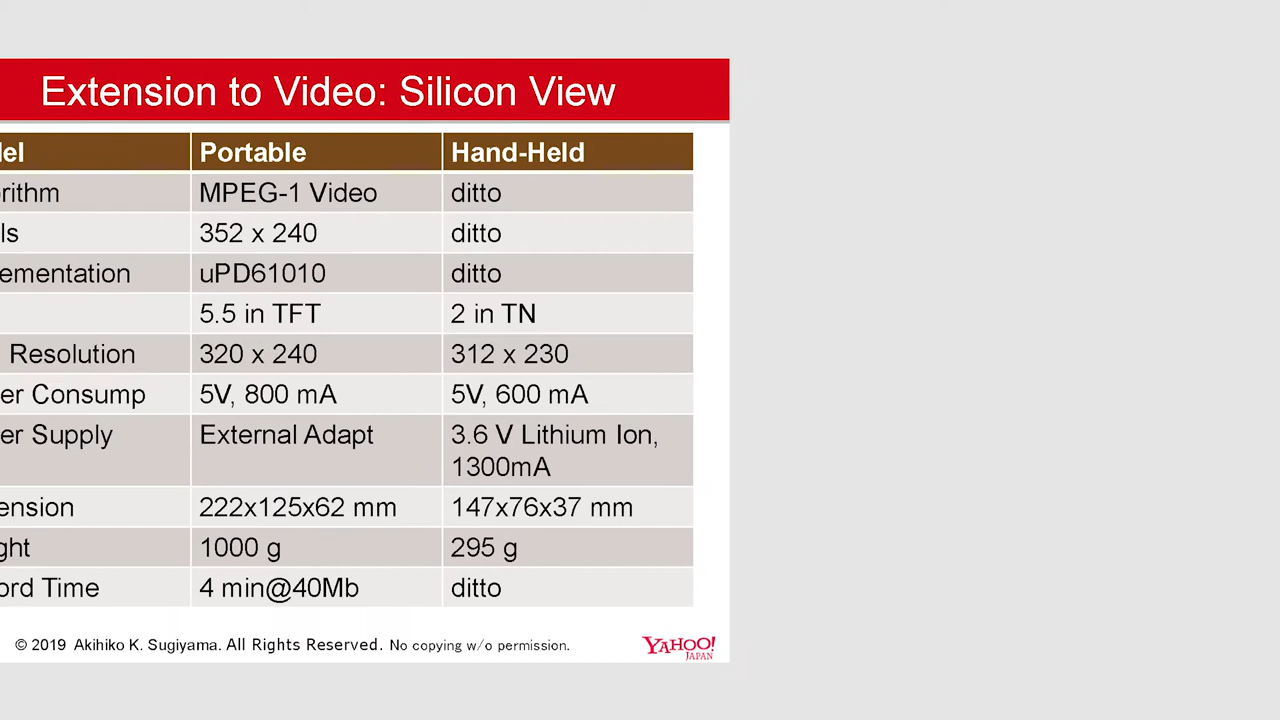 Extension to Video: Silicon View
del Portable Hand-Held
rithm MPEG-1 Video ditto
ls 352 x 240 ditto
ementation uPD61010 ditto
5.5 in TFT 2 in TN
Resolution 320 x 240 312 x 230
er Consump 5V, 800 mA 5V, 600 mA
er Supply External Adapt 3.6 V Lithium Ion,
1300mA
ension 222x125x62 mm 147x76x37 mm
ght 1000 g 295 g
ord Time 4 min@40Mb ditto
© 2019 Akihiko K. Sugiyama. All Rights Reserved. No copying w/o permission.
YAHOO!
JAPAN